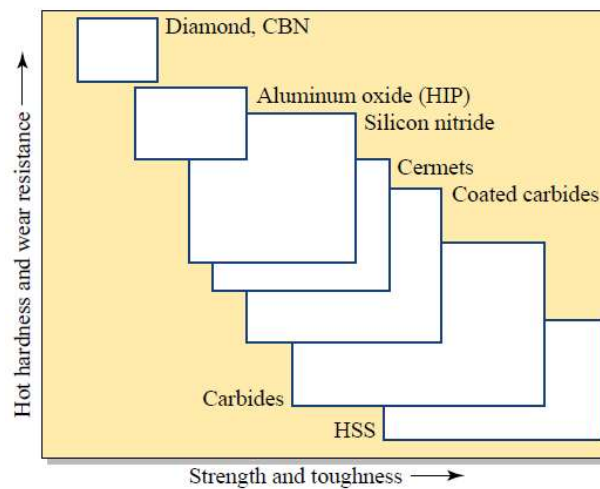 Diamond, CBN
Aluminum oxide (HIP)
Silicon nitride
Cermets
Coated carbides
Carbides
HSS
Hot hardness and wear resistance
Strength and toughness